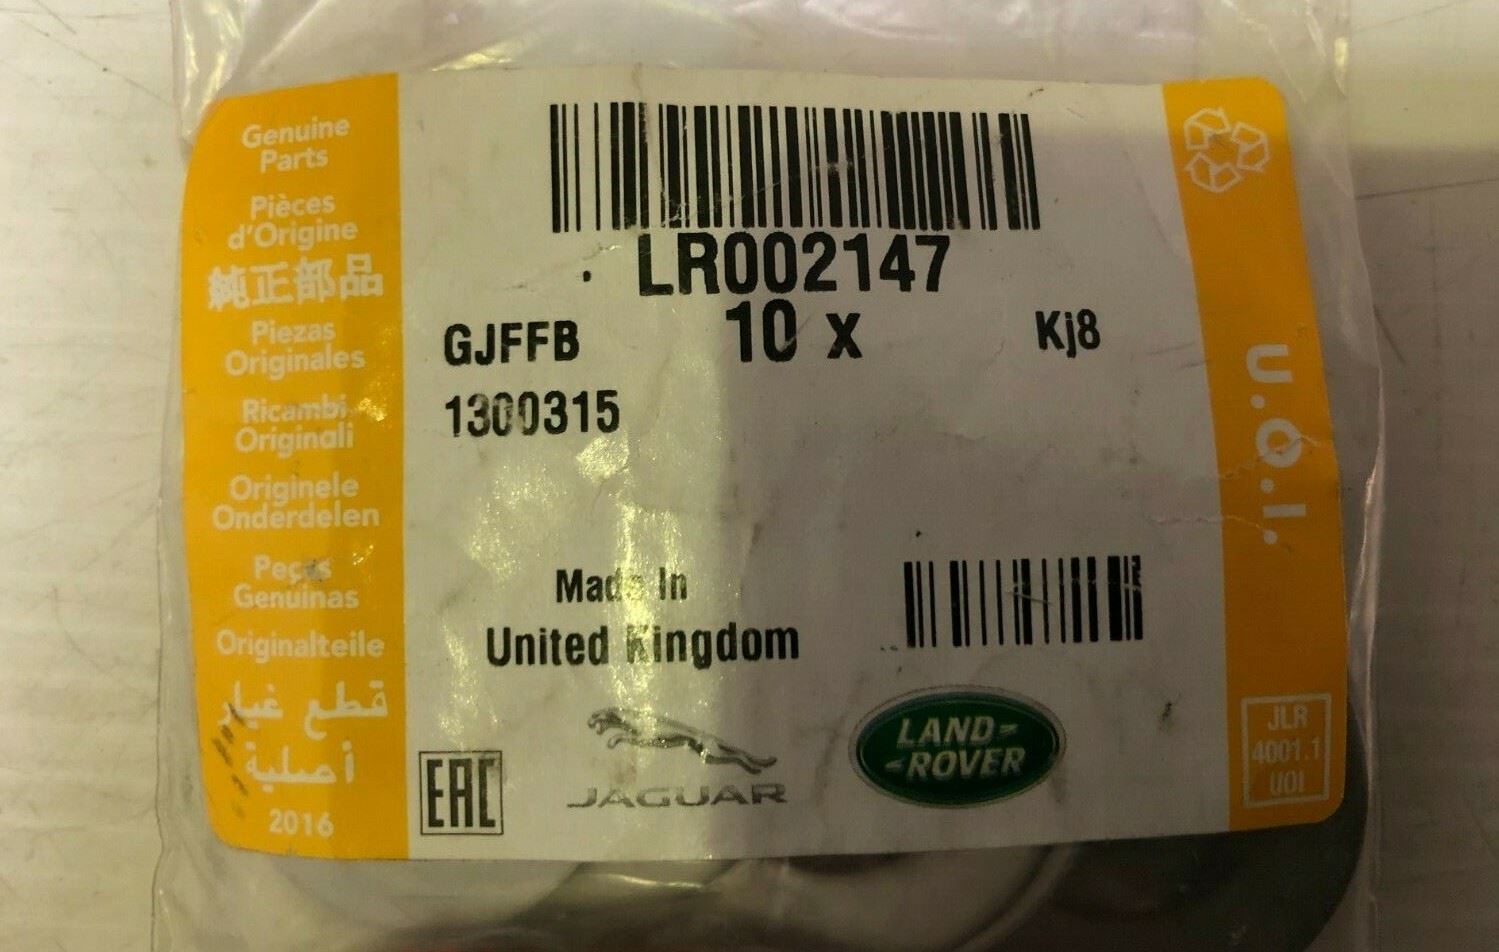 Genuine
Parts
Pièces
d'Origine
純正部品
Piezas
Originales
Ricambi
Originali
Originele
Onderdelen
Peças
Genuinas
Originalteile
قطع غيار
أصلية
2016
LR002147
GJFFB 10 x Kj8
1300315
Made In
United Kingdom
EAC
JAGUAR
LAND-
-ROVER
u.o.i.
JLR
4001.1
UOI